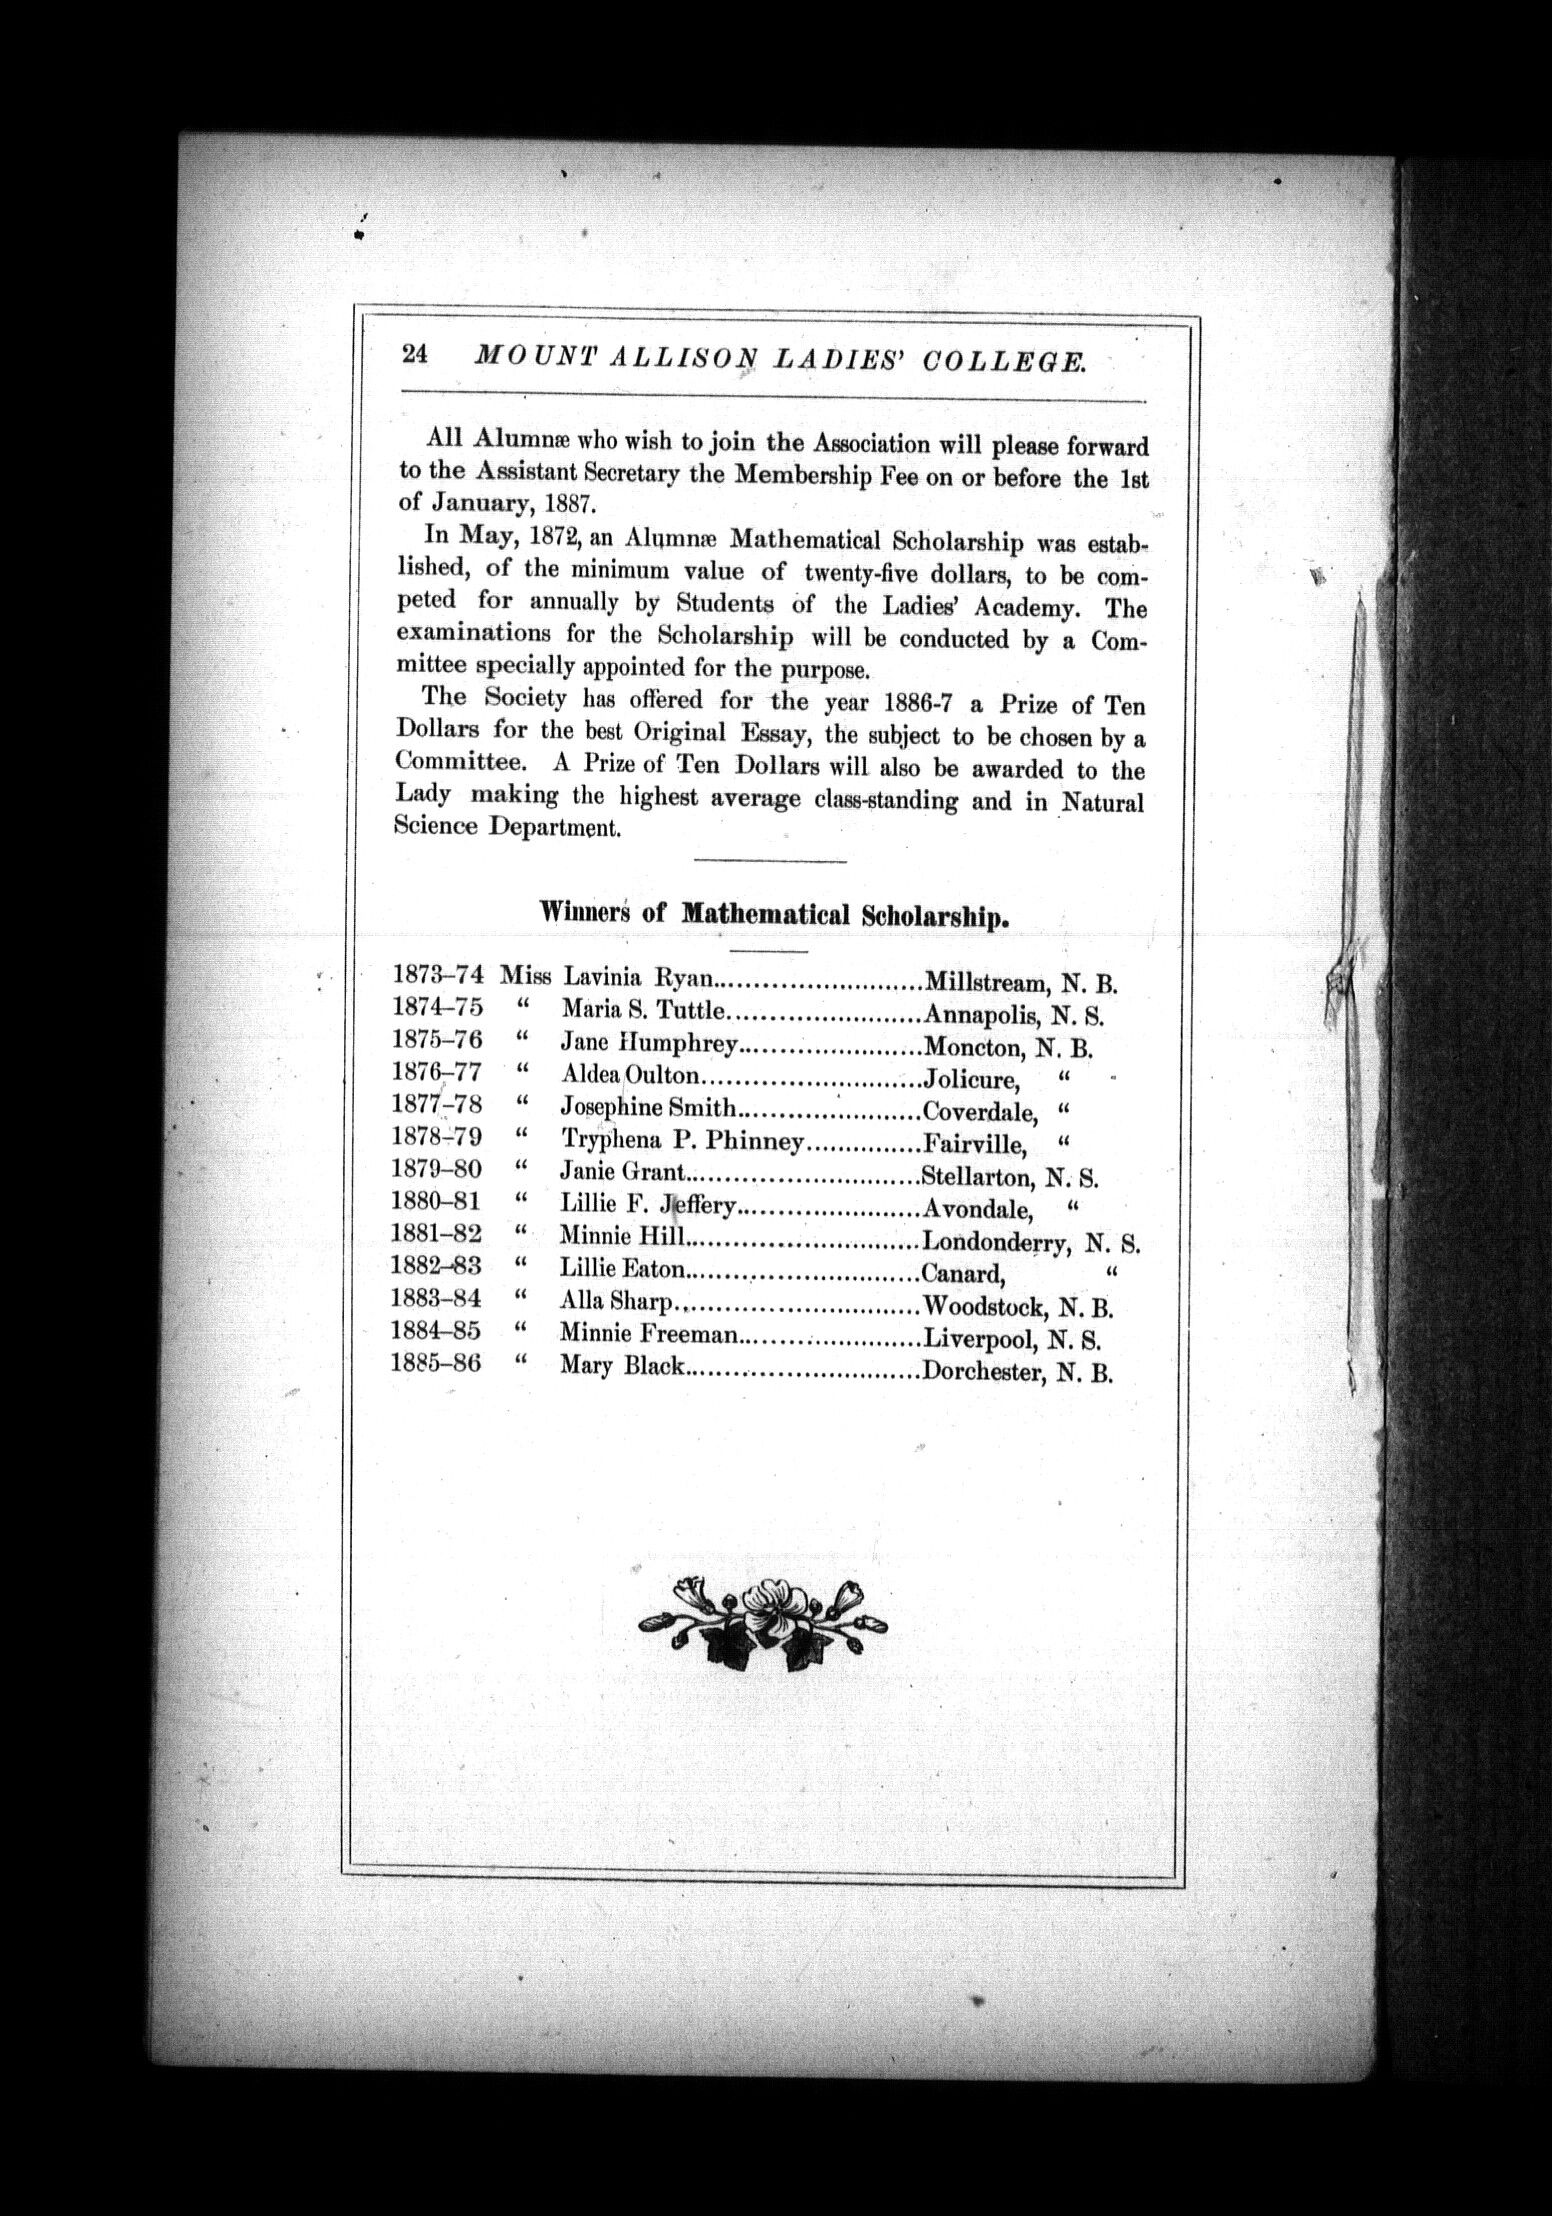 24 MOUNT ALLISON LADIES' COLLEGE.
All Alumnæ who wish to join the Association will please forward
to the Assistant Secretary the Membership Fee on or before the 1st
of January, 1887.
In May, 1872, an Alumnæ Mathematical Scholarship was estab-
lished, of the minimum value of twenty-five dollars, to be com-
peted for annually by Students of the Ladies' Academy. The
examinations for the Scholarship will be conducted by a Com-
mittee specially appointed for the purpose.
The Society has offered for the year 1886-7 a Prize of Ten
Dollars for the best Original Essay, the subject to be chosen by a
Committee. A Prize of Ten Dollars will also be awarded to the
Lady making the highest average class-standing and in Natural
Science Department.
Winners of Mathematical Scholarship.
1873–74 Miss Lavinia Ryan..........................Millstream, N. B.
1874–75 “ Maria S. Tuttle........................Annapolis, N. S.
1875–76 “ Jane Humphrey.......................Moncton, N. B.
1876–77 “ Aldea Oulton...........................Jolicure, “
1877–78 “ Josephine Smith.......................Coverdale, “
1878–79 “ Tryphena P. Phinney...............Fairville, “
1879–80 “ Janie Grant.............................Stellarton, N. S.
1880–81 “ Lillie F. Jeffery.......................Avondale, “
1881–82 “ Minnie Hill.............................Londonderry, N. S.
1882–83 “ Lillie Eaton.............................Canard, “
1883–84 “ Alla Sharp..............................Woodstock, N. B.
1884–85 “ Minnie Freeman.......................Liverpool, N. S.
1885–86 “ Mary Black.............................Dorchester, N. B.